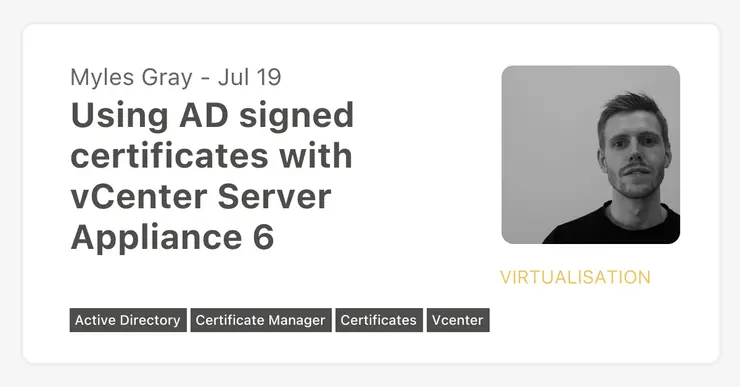 Myles Gray - Jul 19
Using AD signed
certificates with
vCenter Server
Appliance 6
VIRTUALISATION
Active Directory Certificate Manager Certificates Vcenter